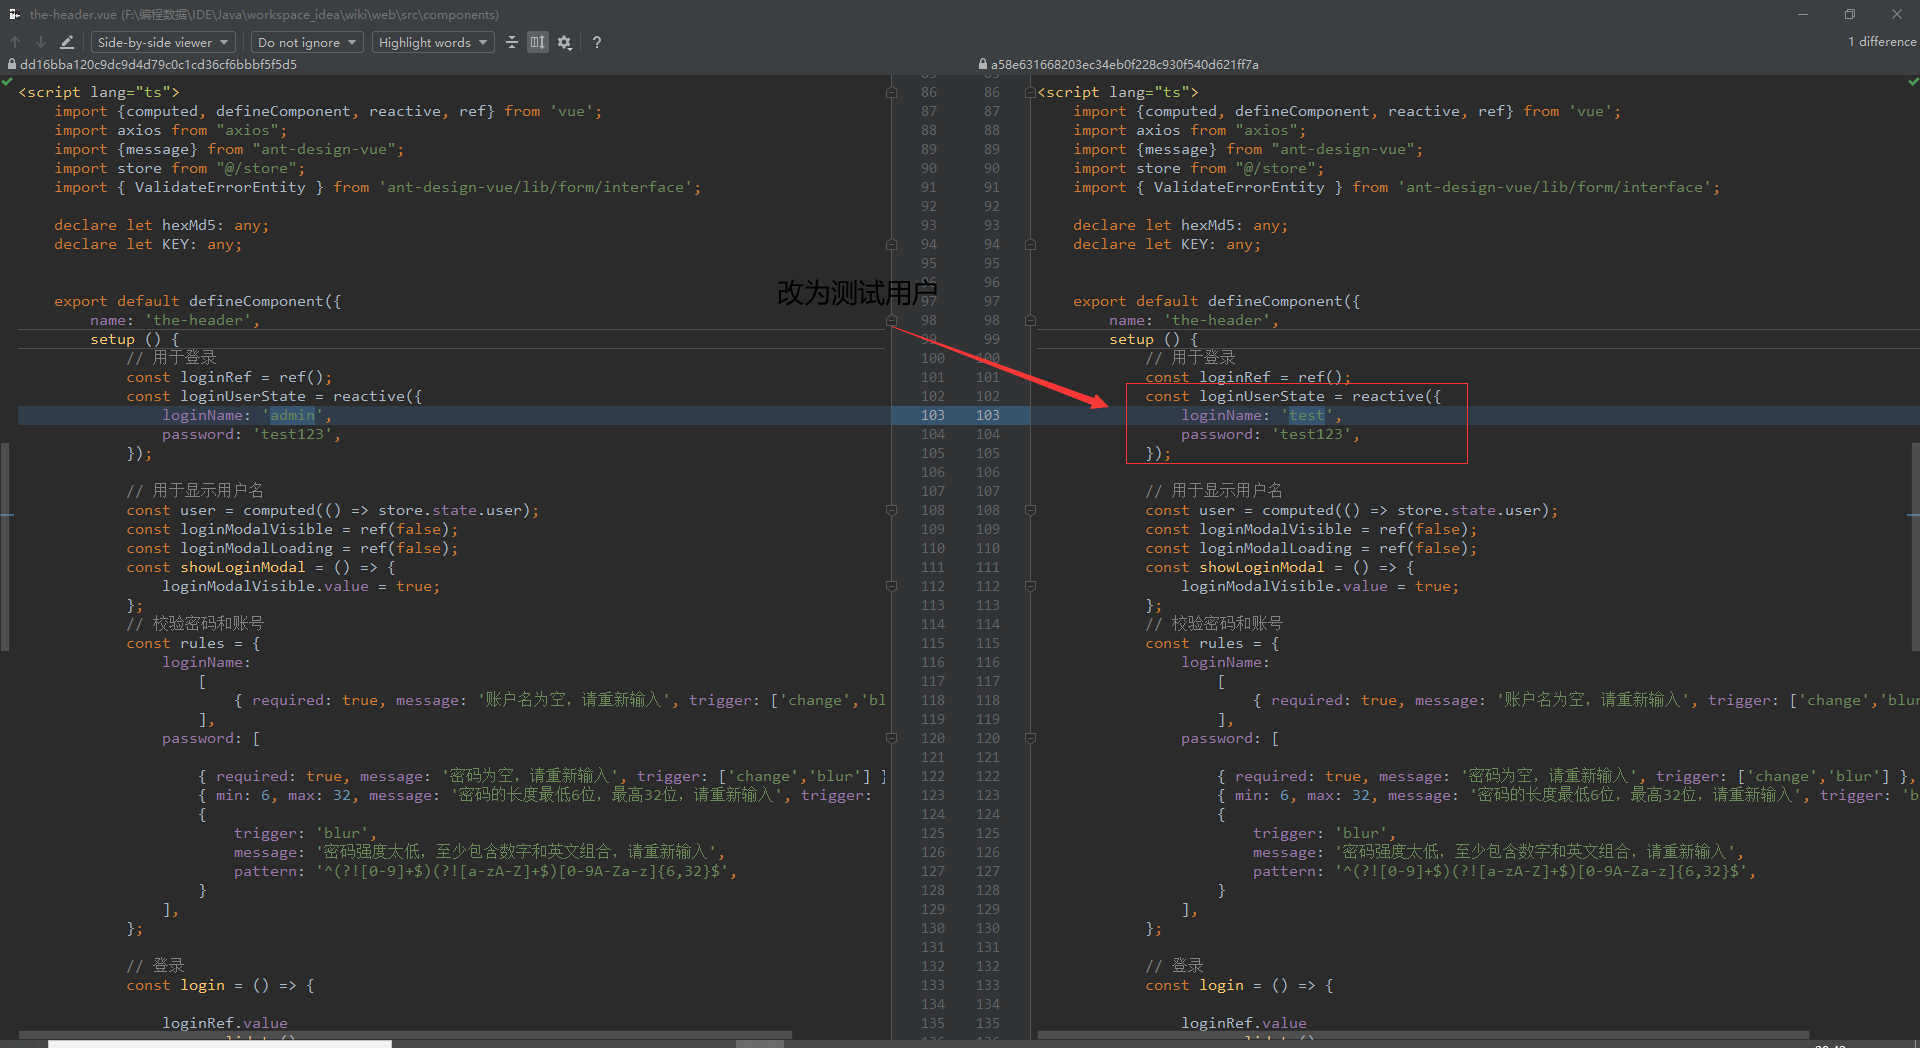 the-header.vue (F:\编程数据\IDE\Java\workspace_idea\wiki\web\src\components)
Side-by-side viewer
Do not ignore
Highlight words
?
1 difference
dd16bba120c9dc9d4d79c0c1cd36cf6bbbf5f5d5
a58e631668203ec34eb0f228c930f540d621ff7a
<script lang="ts">
    import {computed, defineComponent, reactive, ref} from 'vue';
    import axios from "axios";
    import {message} from "ant-design-vue";
    import store from "@/store";
    import { ValidateErrorEntity } from 'ant-design-vue/lib/form/interface';
    declare let hexMd5: any;
    declare let KEY: any;
    export default defineComponent({
        name: 'the-header',
        setup () {
            // 用于登录
            const loginRef = ref();
            const loginUserState = reactive({
                loginName: 'admin',
                password: 'test123',
            });
            // 用于显示用户名
            const user = computed(() => store.state.user);
            const loginModalVisible = ref(false);
            const loginModalLoading = ref(false);
            const showLoginModal = () => {
                loginModalVisible.value = true;
            };
            // 校验密码和账号
            const rules = {
                loginName:
                    [
                        { required: true, message: '账户名为空，请重新输入', trigger: ['change','bl
                    ],
                password: [
                    { required: true, message: '密码为空，请重新输入', trigger: ['change','blur'] }
                    { min: 6, max: 32, message: '密码的长度最低6位，最高32位，请重新输入', trigger:
                    {
                        trigger: 'blur',
                        message: '密码强度太低，至少包含数字和英文组合，请重新输入',
                        pattern: '^(?![0-9]+$)(?![a-zA-Z]+$)[0-9A-Za-z]{6,32}$',
                    }
                ],
            };
            // 登录
            const login = () => {
                loginRef.value
改为测试用户
86 86
87 87
88 88
89 89
90 90
91 91
92 92
93 93
94 94
95 95
96 96
97 97
98 98
99 99
100 100
101 101
102 102
103 103
104 104
105 105
106 106
107 107
108 108
109 109
110 110
111 111
112 112
113 113
114 114
115 115
116 116
117 117
118 118
119 119
120 120
121 121
122 122
123 123
124 124
125 125
126 126
127 127
128 128
129 129
130 130
131 131
132 132
133 133
134 134
135 135
<script lang="ts">
    import {computed, defineComponent, reactive, ref} from 'vue';
    import axios from "axios";
    import {message} from "ant-design-vue";
    import store from "@/store";
    import { ValidateErrorEntity } from 'ant-design-vue/lib/form/interface';
    declare let hexMd5: any;
    declare let KEY: any;
    export default defineComponent({
        name: 'the-header',
        setup () {
            // 用于登录
            const loginRef = ref();
            const loginUserState = reactive({
                loginName: 'test',
                password: 'test123',
            });
            // 用于显示用户名
            const user = computed(() => store.state.user);
            const loginModalVisible = ref(false);
            const loginModalLoading = ref(false);
            const showLoginModal = () => {
                loginModalVisible.value = true;
            };
            // 校验密码和账号
            const rules = {
                loginName:
                    [
                        { required: true, message: '账户名为空，请重新输入', trigger: ['change','blur
                    ],
                password: [
                    { required: true, message: '密码为空，请重新输入', trigger: ['change','blur'] },
                    { min: 6, max: 32, message: '密码的长度最低6位，最高32位，请重新输入', trigger: 'b
                    {
                        trigger: 'blur',
                        message: '密码强度太低，至少包含数字和英文组合，请重新输入',
                        pattern: '^(?![0-9]+$)(?![a-zA-Z]+$)[0-9A-Za-z]{6,32}$',
                    }
                ],
            };
            // 登录
            const login = () => {
                loginRef.value